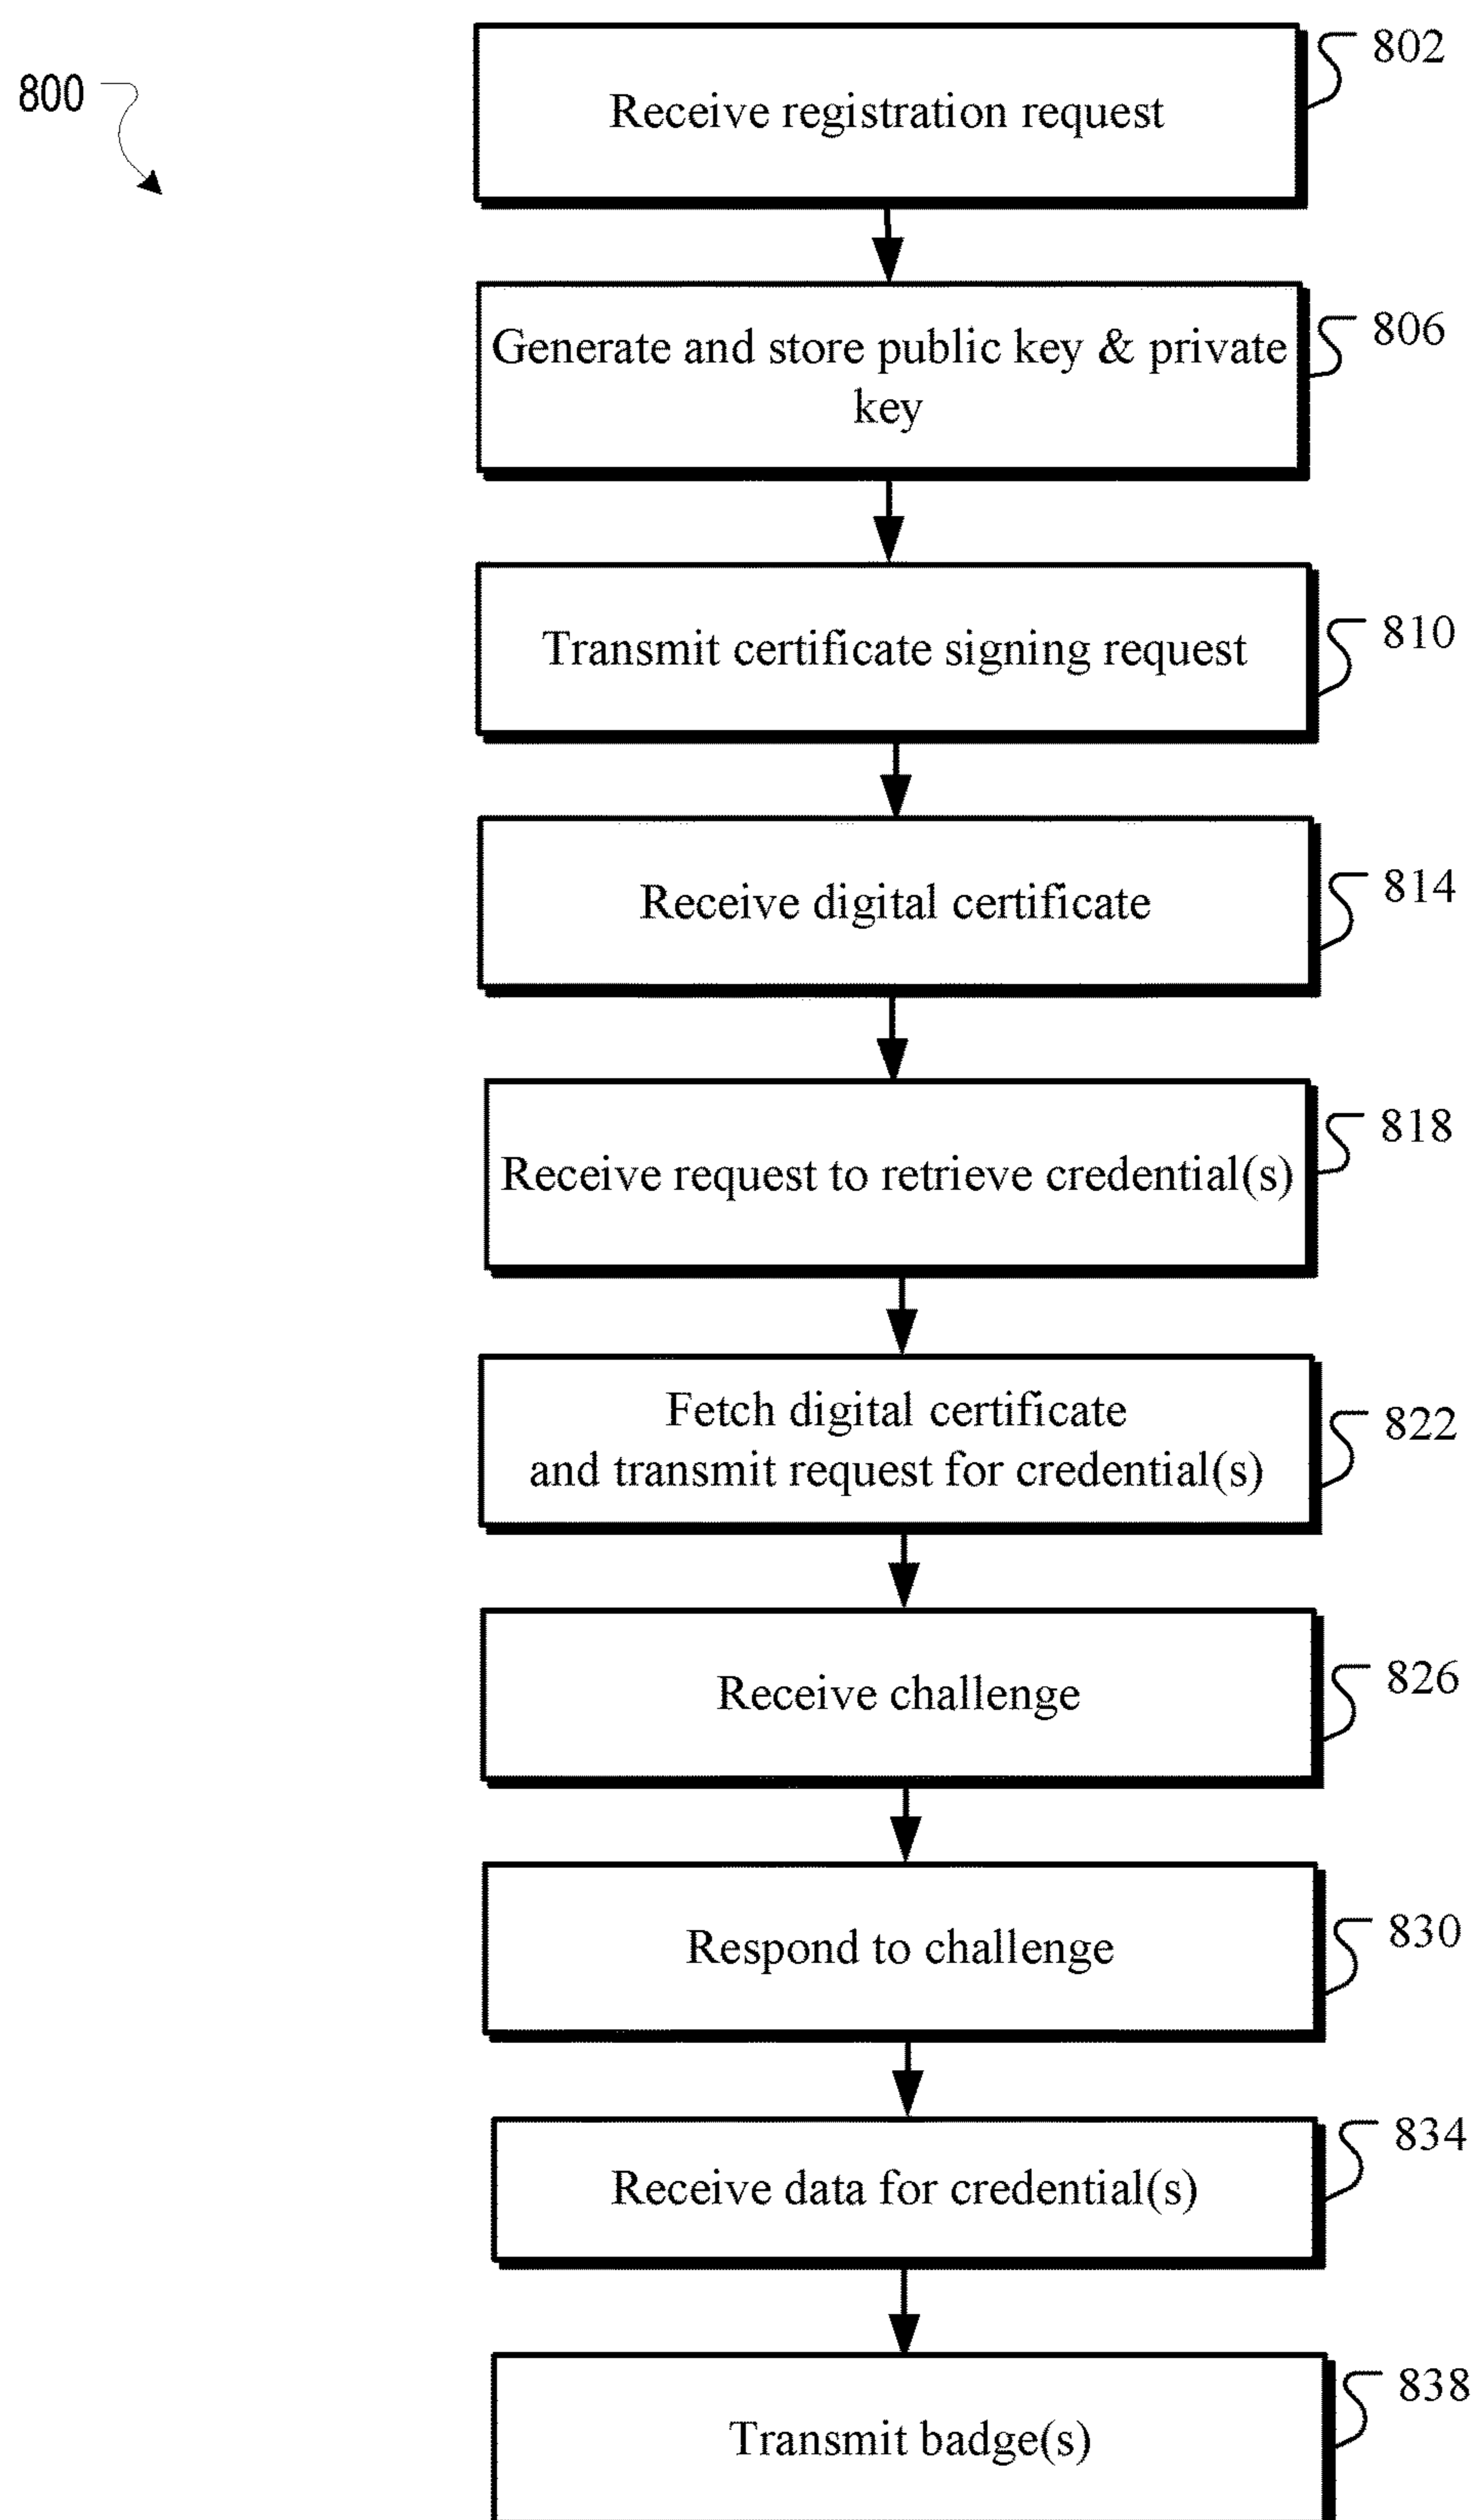 800
Receive registration request
802
Generate and store public key & private
key
806
Transmit certificate signing request
810
Receive digital certificate
814
Receive request to retrieve credential(s)
818
Fetch digital certificate
and transmit request for credential(s)
822
Receive challenge
826
Respond to challenge
830
Receive data for credential(s)
834
Transmit badge(s)
838